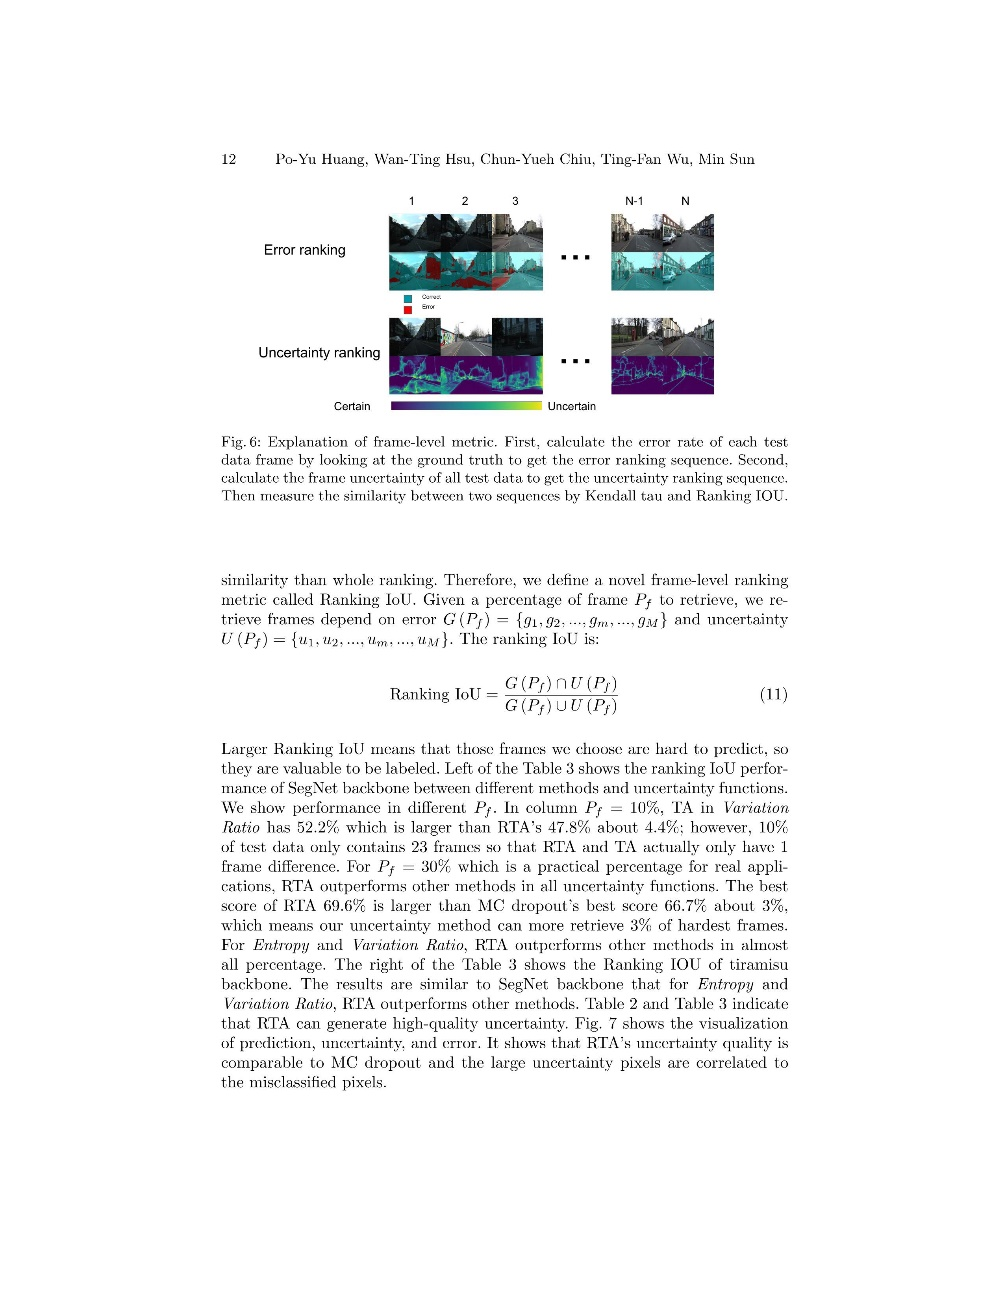 12 Po-Yu Huang, Wan-Ting Hsu, Chun-Yueh Chiu, Ting-Fan Wu, Min Sun
1 2 3 N-1 N
Error ranking
Correct
Error
Uncertainty ranking
Certain Uncertain
Fig. 6: Explanation of frame-level metric. First, calculate the error rate of each test
data frame by looking at the ground truth to get the error ranking sequence. Second,
calculate the frame uncertainty of all test data to get the uncertainty ranking sequence.
Then measure the similarity between two sequences by Kendall tau and Ranking IOU.
similarity than whole ranking. Therefore, we define a novel frame-level ranking
metric called Ranking IoU. Given a percentage of frame P_f to retrieve, we re-
trieve frames depend on error G (P_f) = {g_1, g_2, ..., g_m, ..., g_M} and uncertainty
U (P_f) = {u_1, u_2, ..., u_m, ..., u_M}. The ranking IoU is:
Ranking IoU = \frac{G (P_f) ∩ U (P_f)}{G (P_f) ∪ U (P_f)} (11)
Larger Ranking IoU means that those frames we choose are hard to predict, so
they are valuable to be labeled. Left of the Table 3 shows the ranking IoU perfor-
mance of SegNet backbone between different methods and uncertainty functions.
We show performance in different P_f. In column P_f = 10%, TA in Variation
Ratio has 52.2% which is larger than RTA's 47.8% about 4.4%; however, 10%
of test data only contains 23 frames so that RTA and TA actually only have 1
frame difference. For P_f = 30% which is a practical percentage for real appli-
cations, RTA outperforms other methods in all uncertainty functions. The best
score of RTA 69.6% is larger than MC dropout's best score 66.7% about 3%,
which means our uncertainty method can more retrieve 3% of hardest frames.
For Entropy and Variation Ratio, RTA outperforms other methods in almost
all percentage. The right of the Table 3 shows the Ranking IOU of tiramisu
backbone. The results are similar to SegNet backbone that for Entropy and
Variation Ratio, RTA outperforms other methods. Table 2 and Table 3 indicate
that RTA can generate high-quality uncertainty. Fig. 7 shows the visualization
of prediction, uncertainty, and error. It shows that RTA's uncertainty quality is
comparable to MC dropout and the large uncertainty pixels are correlated to
the misclassified pixels.